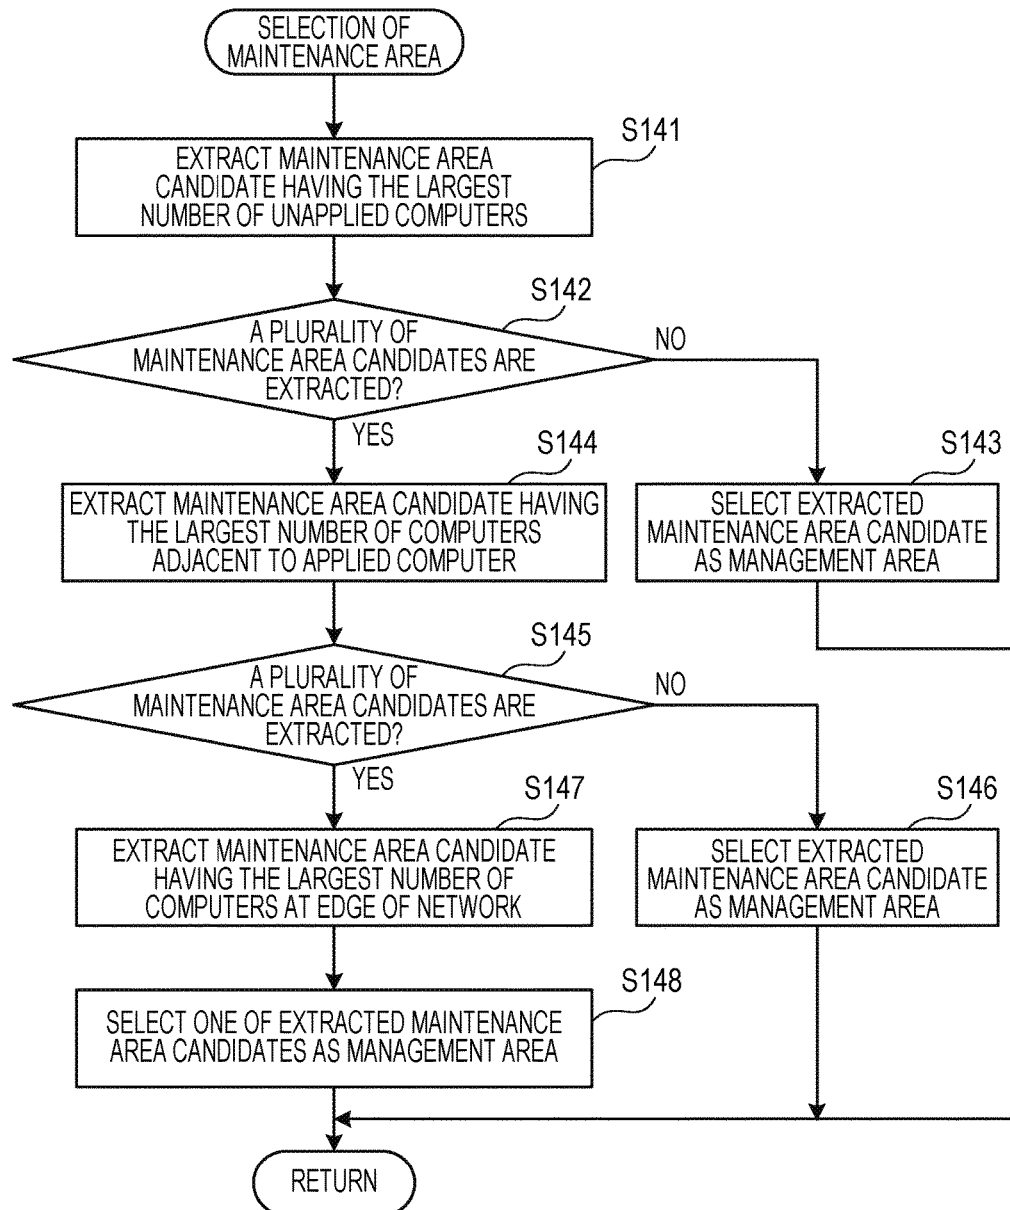 SELECTION OF
MAINTENANCE AREA
S141
EXTRACT MAINTENANCE AREA
CANDIDATE HAVING THE LARGEST
NUMBER OF UNAPPLIED COMPUTERS
S142
A PLURALITY OF
MAINTENANCE AREA CANDIDATES ARE
EXTRACTED?
NO
YES
S144
EXTRACT MAINTENANCE AREA CANDIDATE HAVING
THE LARGEST NUMBER OF COMPUTERS
ADJACENT TO APPLIED COMPUTER
S143
SELECT EXTRACTED
MAINTENANCE AREA CANDIDATE
AS MANAGEMENT AREA
S145
A PLURALITY OF
MAINTENANCE AREA CANDIDATES ARE
EXTRACTED?
NO
YES
S147
EXTRACT MAINTENANCE AREA CANDIDATE
HAVING THE LARGEST NUMBER OF
COMPUTERS AT EDGE OF NETWORK
S146
SELECT EXTRACTED
MAINTENANCE AREA CANDIDATE
AS MANAGEMENT AREA
S148
SELECT ONE OF EXTRACTED MAINTENANCE
AREA CANDIDATES AS MANAGEMENT AREA
RETURN